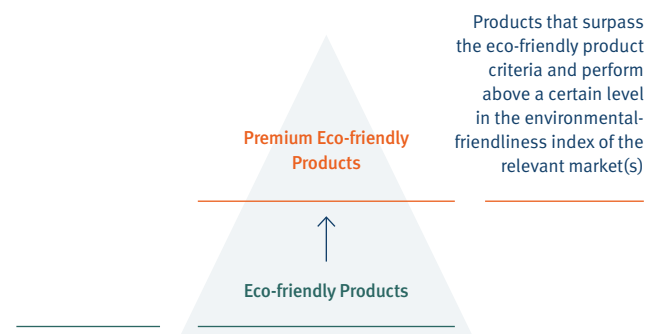 Products that surpass
the eco-friendly product
criteria and perform
above a certain level
in the environmental-
friendliness index of the
relevant market(s)
Premium Eco-friendly
Products
Eco-friendly Products